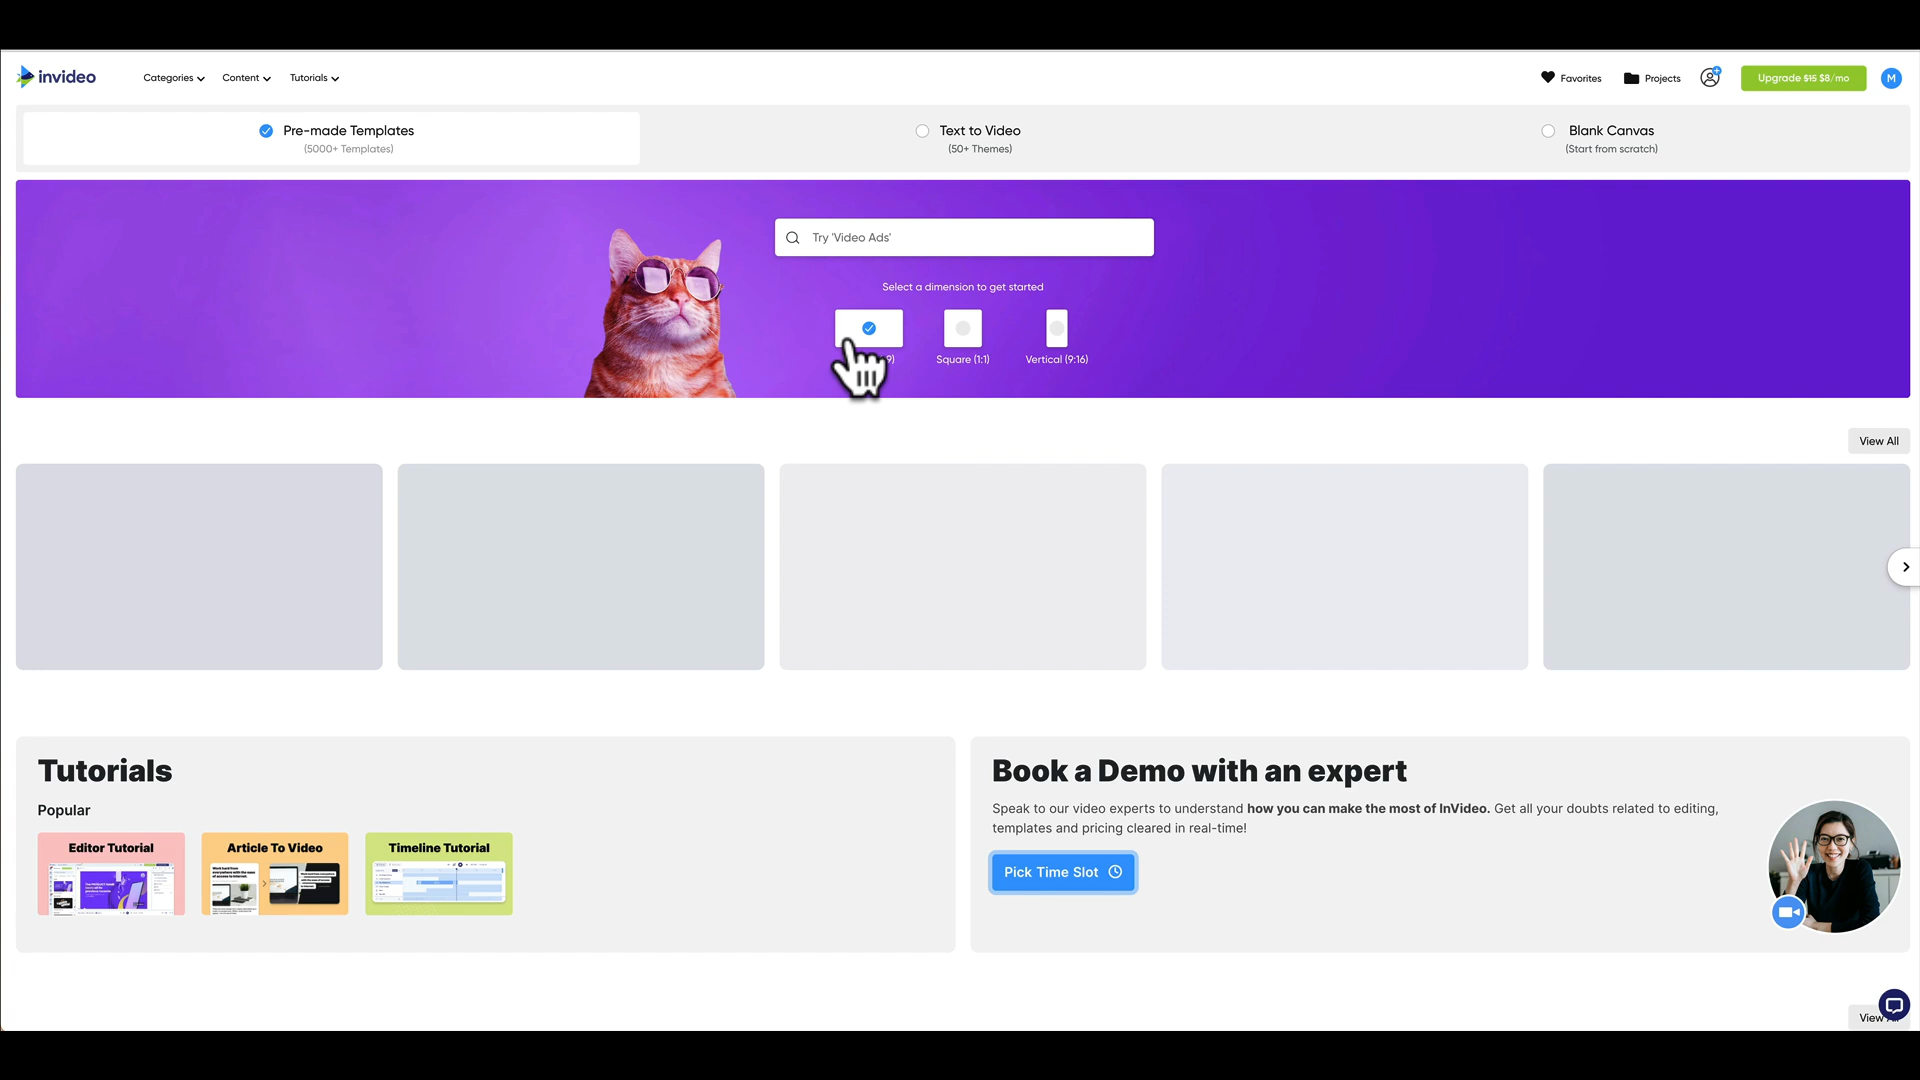 invideo
Categories
Content
Tutorials
Favorites
Projects
Upgrade $15 $8/mo
M
Pre-made Templates
(5000+ Templates)
Text to Video
(50+ Themes)
Blank Canvas
(Start from scratch)
Try 'Video Ads'
Select a dimension to get started
9)
Square (1:1)
Vertical (9:16)
View All
Tutorials
Popular
Editor Tutorial
Article To Video
Timeline Tutorial
Book a Demo with an expert
Speak to our video experts to understand how you can make the most of InVideo. Get all your doubts related to editing,
templates and pricing cleared in real-time!
Pick Time Slot
View